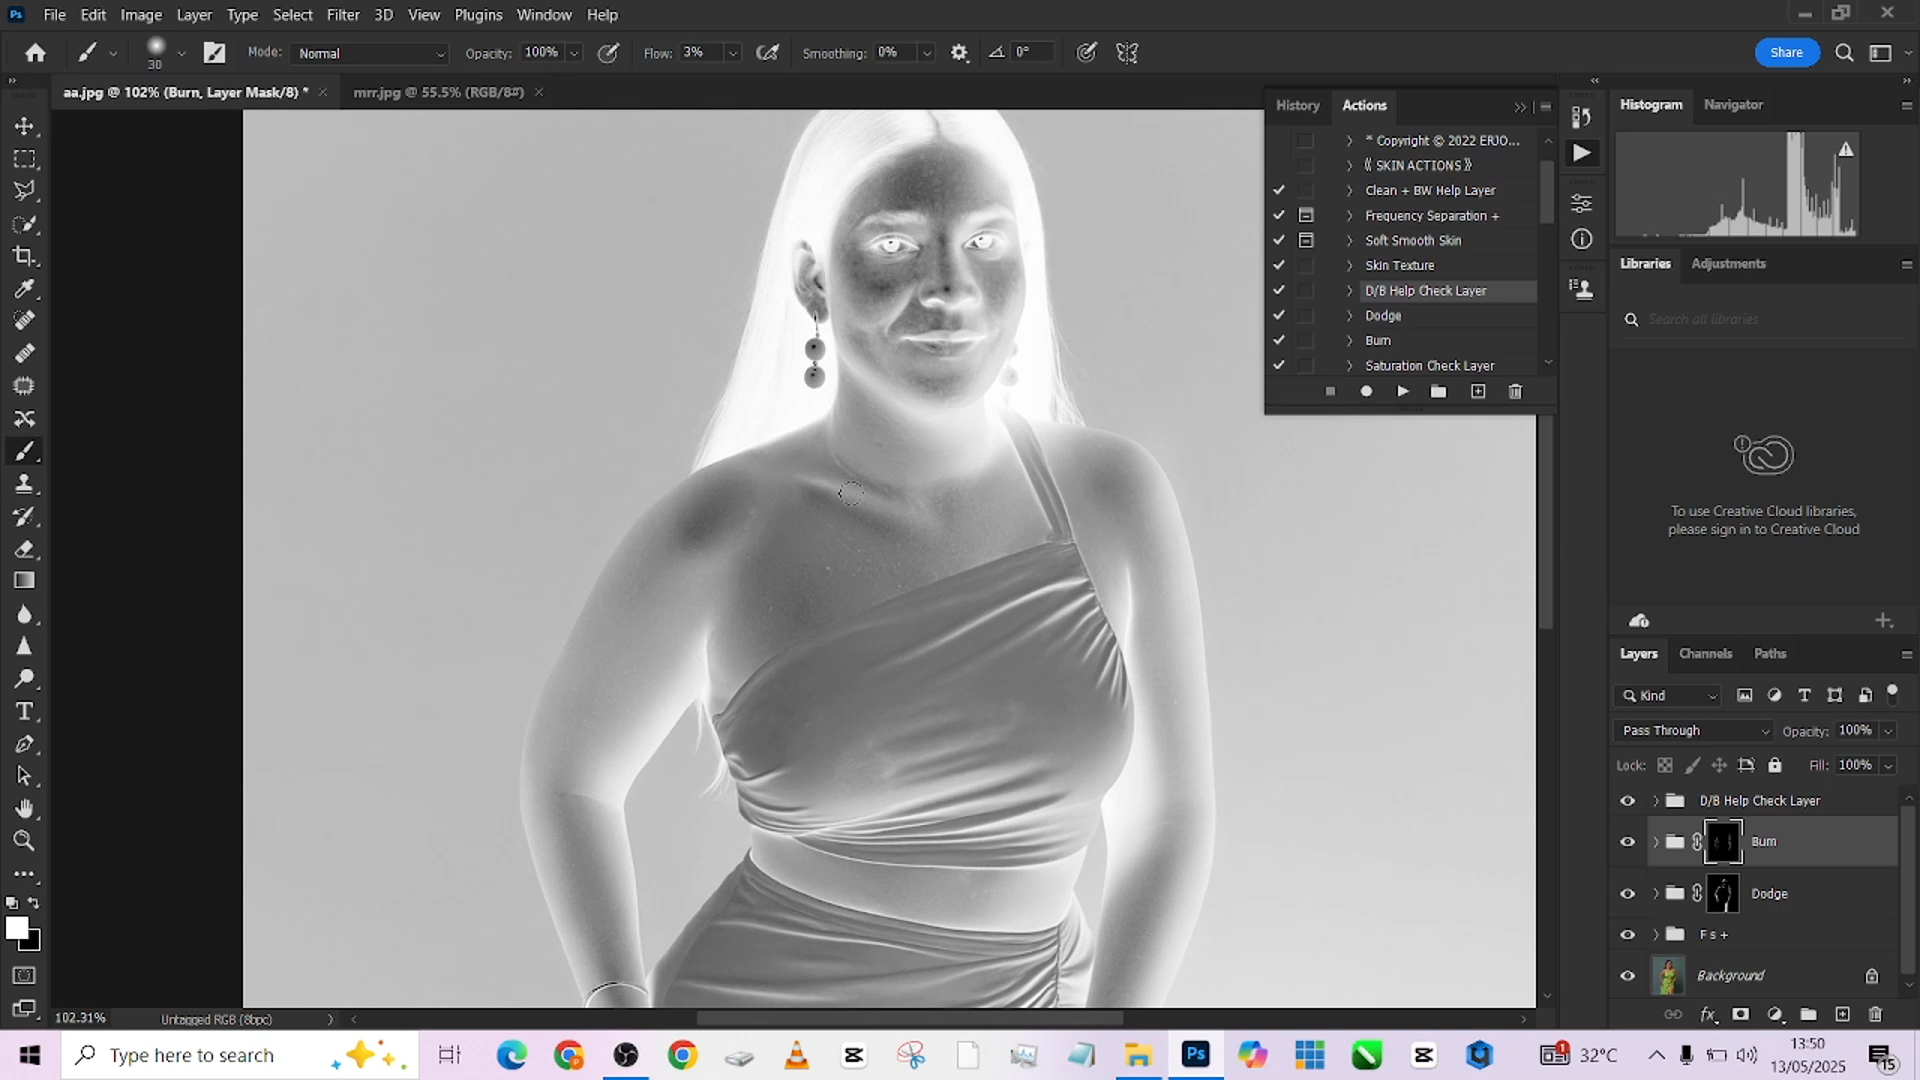 Ps File Edit Image Layer Type Select Filter 3D View Plugins Window Help
30 Mode: Normal Opacity: 100% Flow: 3% Smoothing: 0% 0° Share
aa.jpg @ 102% (Burn, Layer Mask/8) * mrr.jpg @ 55.5% (RGB/8#)
History Actions
* Copyright © 2022 ERJO...
⟪ SKIN ACTIONS ⟫
Clean + BW Help Layer
Frequency Separation +
Soft Smooth Skin
Skin Texture
D/B Help Check Layer
Dodge
Burn
Saturation Check Layer
Histogram Navigator
Libraries Adjustments
Search all libraries
To use Creative Cloud libraries,
please sign in to Creative Cloud
Layers Channels Paths
Kind
Pass Through Opacity: 100%
Lock: Fill: 100%
D/B Help Check Layer
Burn
Dodge
F s +
Background
102.31% Untagged RGB (8bpc)
Type here to search
Ps 1 32°C 13:50
13/05/2025 15